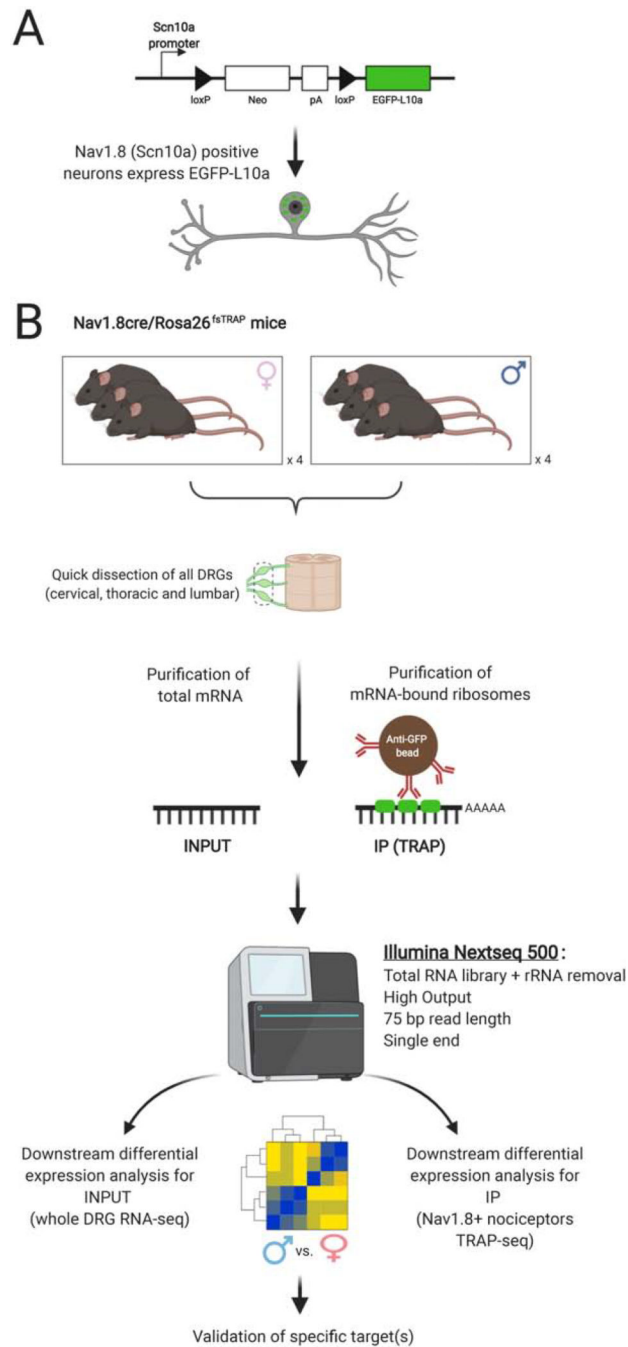 A
Scn10a
promoter
loxP
Neo
pA
loxP
EGFP-L10a
Nav1.8 (Scn10a) positive
neurons express EGFP-L10a
B
Nav1.8cre/Rosa26fsTRAP mice
♀
♂
x 4
x 4
Quick dissection of all DRGs
(cervical, thoracic and lumbar)
Purification of
total mRNA
Purification of
mRNA-bound ribosomes
Anti-GFP
bead
AAAAA
INPUT
IP (TRAP)
Illumina Nextseq 500:
Total RNA library + rRNA removal
High Output
75 bp read length
Single end
Downstream differential
expression analysis for
INPUT
(whole DRG RNA-seq)
♂ vs. ♀
Downstream differential
expression analysis for
IP
(Nav1.8+ nociceptors
TRAP-seq)
Validation of specific target(s)